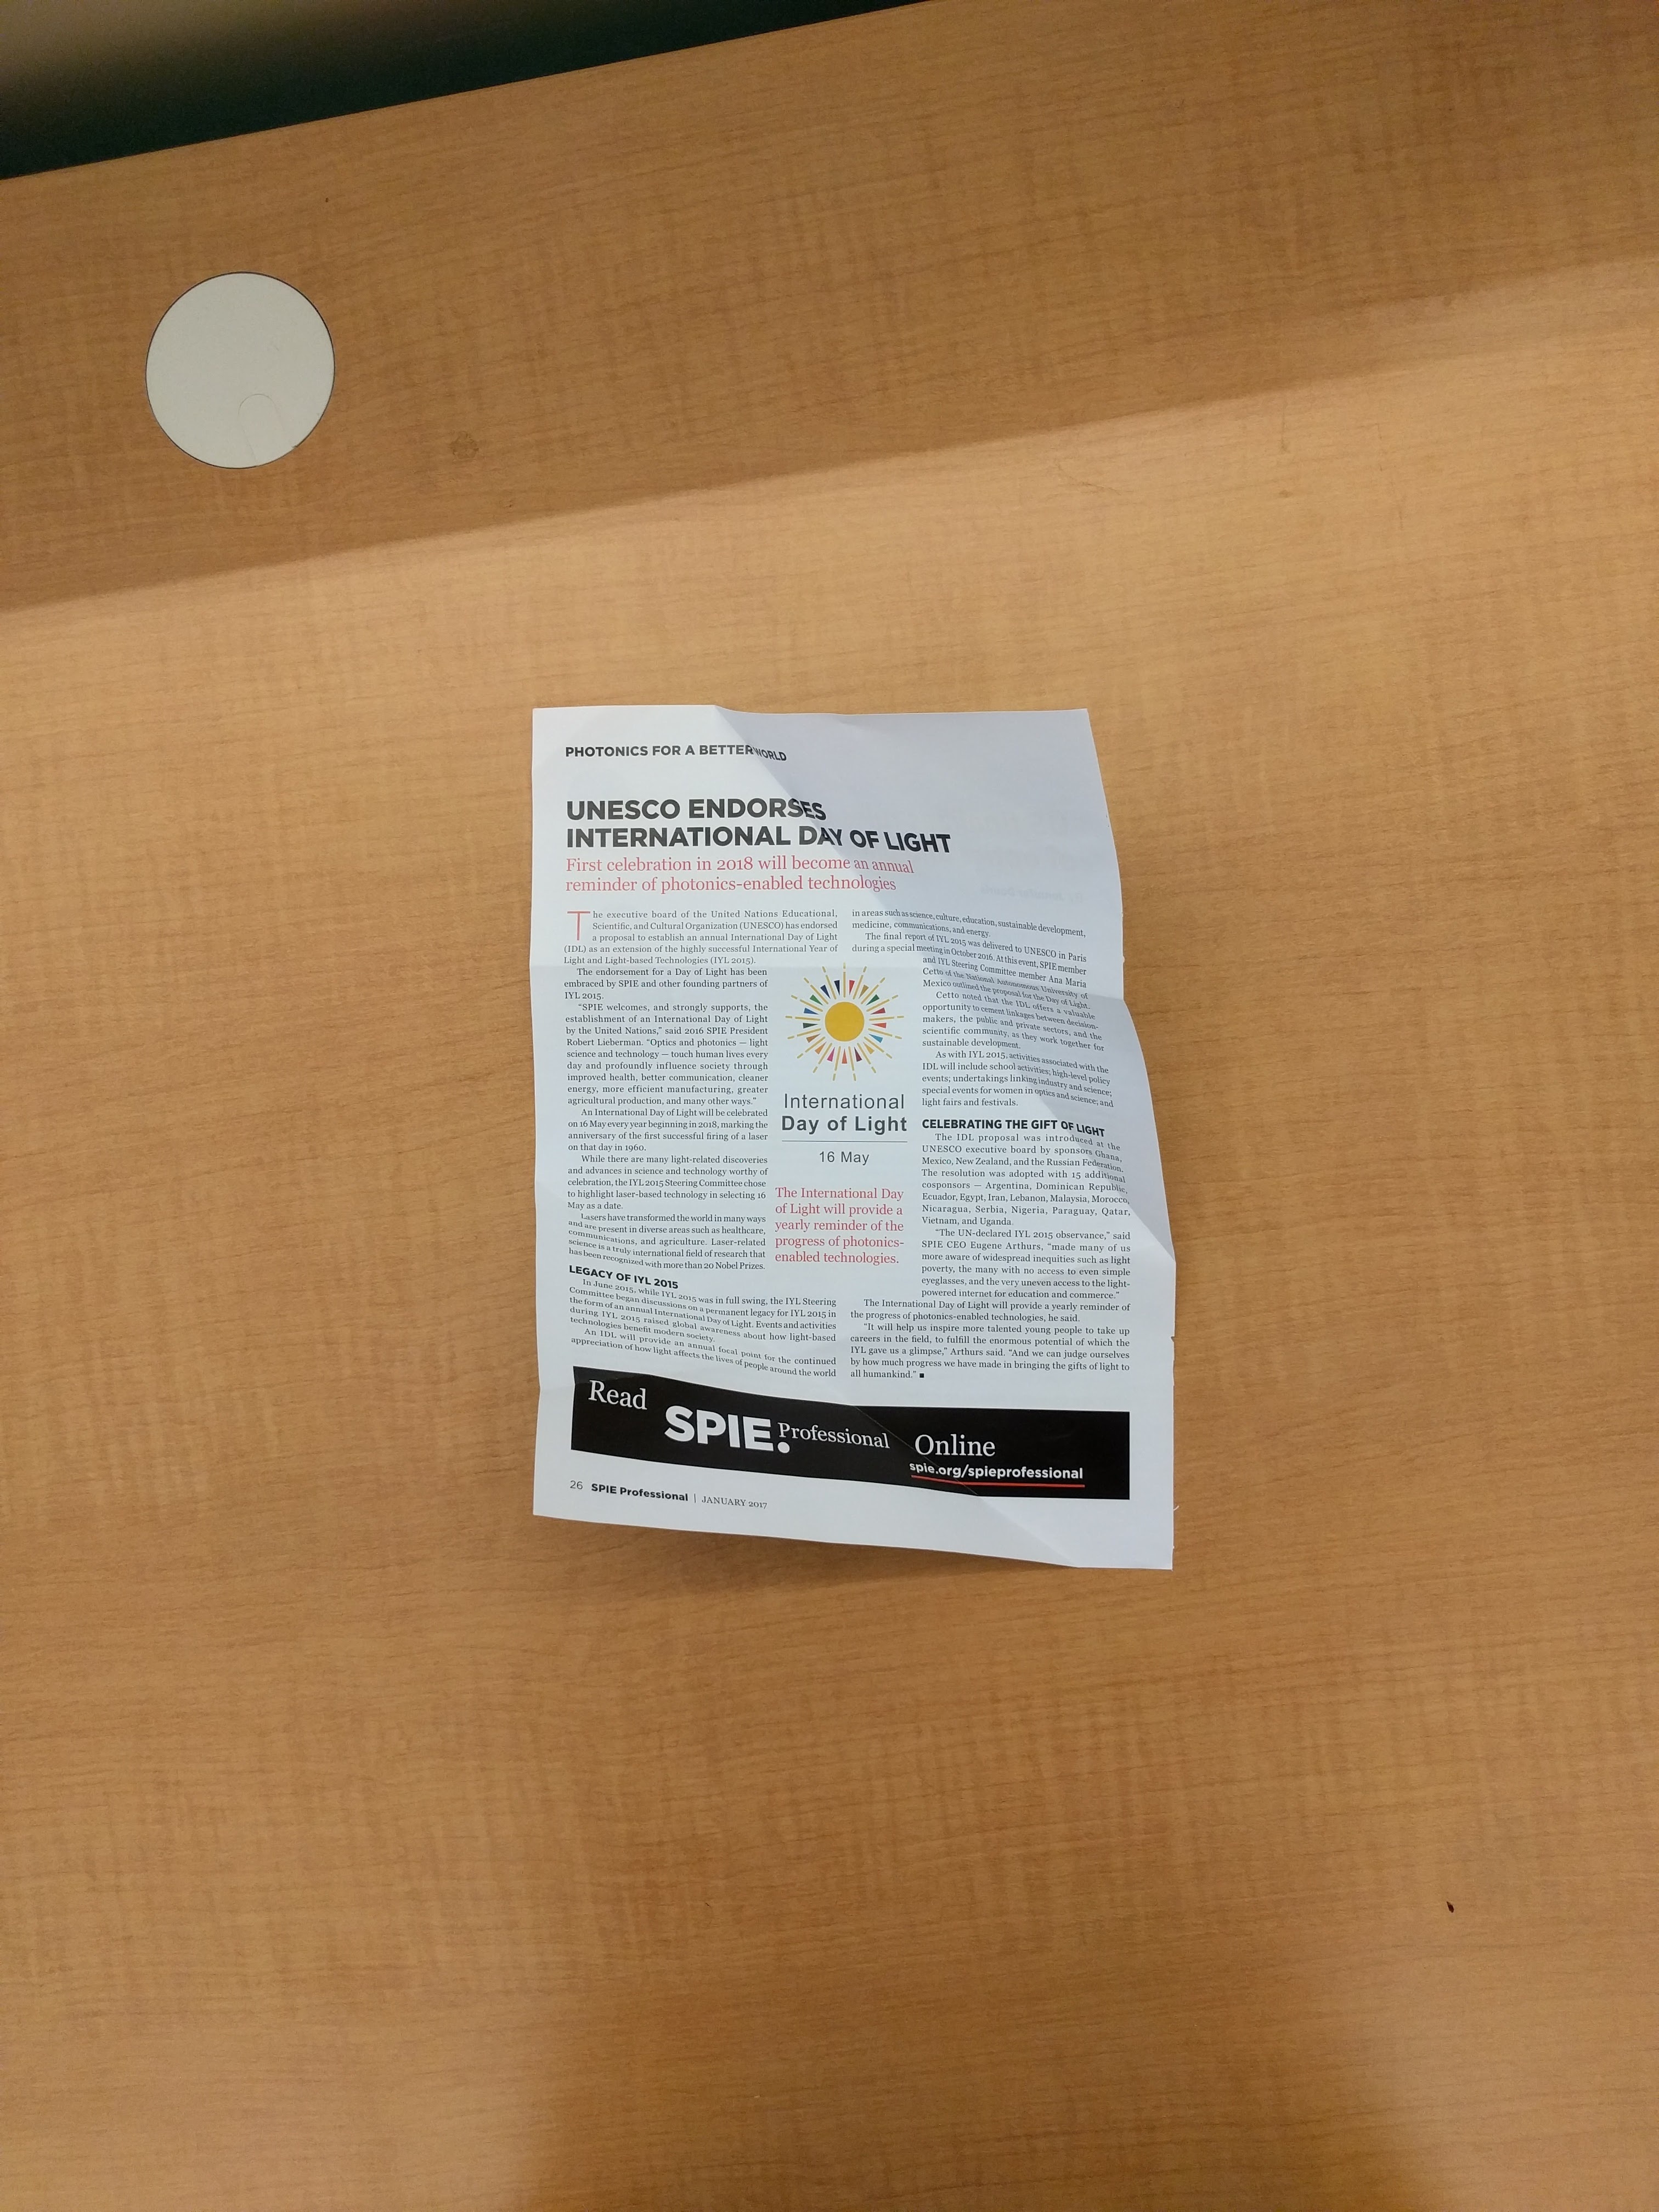 PHOTONICS FOR A BETTER WORLD
UNESCO ENDORSES
INTERNATIONAL DAY OF LIGHT
First celebration in 2018 will become an annual
reminder of photonics-enabled technologies
The executive board of the United Nations Educational,
Scientific, and Cultural Organization (UNESCO) has endorsed
a proposal to establish an annual International Day of Light
(IDL) as an extension of the highly successful International Year of
Light and Light-based Technologies (IYL 2015).
The endorsement for a Day of Light has been
embraced by SPIE and other founding partners of
IYL 2015.
“SPIE welcomes, and strongly supports, the
establishment of an International Day of Light
by the United Nations,” said 2016 SPIE President
Robert Lieberman. “Optics and photonics — light
science and technology — touch human lives every
day and profoundly influence society through
improved health, better communication, cleaner
energy, more efficient manufacturing, greater
agricultural production, and many other ways.”
An International Day of Light will be celebrated
on 16 May every year beginning in 2018, marking the
anniversary of the first successful firing of a laser
on that day in 1960.
While there are many light-related discoveries
and advances in science and technology worthy of
celebration, the IYL 2015 Steering Committee chose
to highlight laser-based technology in selecting 16
May as a date.
Lasers have transformed the world in many ways
and are present in diverse areas such as healthcare,
communications, and agriculture. Laser-related
science is a truly international field of research that
has been recognized with more than 20 Nobel Prizes.
LEGACY OF IYL 2015
In June 2015, while IYL 2015 was in full swing, the IYL Steering
Committee began discussions on a permanent legacy for IYL 2015 in
the form of an annual International Day of Light. Events and activities
during IYL 2015 raised global awareness about how light-based
technologies benefit modern society.
An IDL will provide an annual focal point for the continued
appreciation of how light affects the lives of people around the world
International
Day of Light
16 May
The International Day
of Light will provide a
yearly reminder of the
progress of photonics-
enabled technologies.
in areas such as science, culture, education, sustainable development,
medicine, communications, and energy.
The final report of IYL 2015 was delivered to UNESCO in Paris
during a special meeting in October 2016. At this event, SPIE member
and IYL Steering Committee member Ana Maria
Cetto of the National Autonomous University of
Mexico outlined the proposal for the Day of Light.
Cetto noted that the IDL offers a valuable
opportunity to cement linkages between decision-
makers, the public and private sectors, and the
scientific community, as they work together for
sustainable development.
As with IYL 2015, activities associated with the
IDL will include school activities; high-level policy
events; undertakings linking industry and science;
special events for women in optics and science; and
light fairs and festivals.
CELEBRATING THE GIFT OF LIGHT
The IDL proposal was introduced at the
UNESCO executive board by sponsors Ghana,
Mexico, New Zealand, and the Russian Federation.
The resolution was adopted with 15 additional
cosponsors — Argentina, Dominican Republic,
Ecuador, Egypt, Iran, Lebanon, Malaysia, Morocco,
Nicaragua, Serbia, Nigeria, Paraguay, Qatar,
Vietnam, and Uganda.
“The UN-declared IYL 2015 observance,” said
SPIE CEO Eugene Arthurs, “made many of us
more aware of widespread inequities such as light
poverty, the many with no access to even simple
eyeglasses, and the very uneven access to the light-
powered internet for education and commerce.”
The International Day of Light will provide a yearly reminder of
the progress of photonics-enabled technologies, he said.
“It will help us inspire more talented young people to take up
careers in the field, to fulfill the enormous potential of which the
IYL gave us a glimpse,” Arthurs said. “And we can judge ourselves
by how much progress we have made in bringing the gifts of light to
all humankind.” ■
Read SPIE. Professional Online
spie.org/spieprofessional
26 SPIE Professional | JANUARY 2017